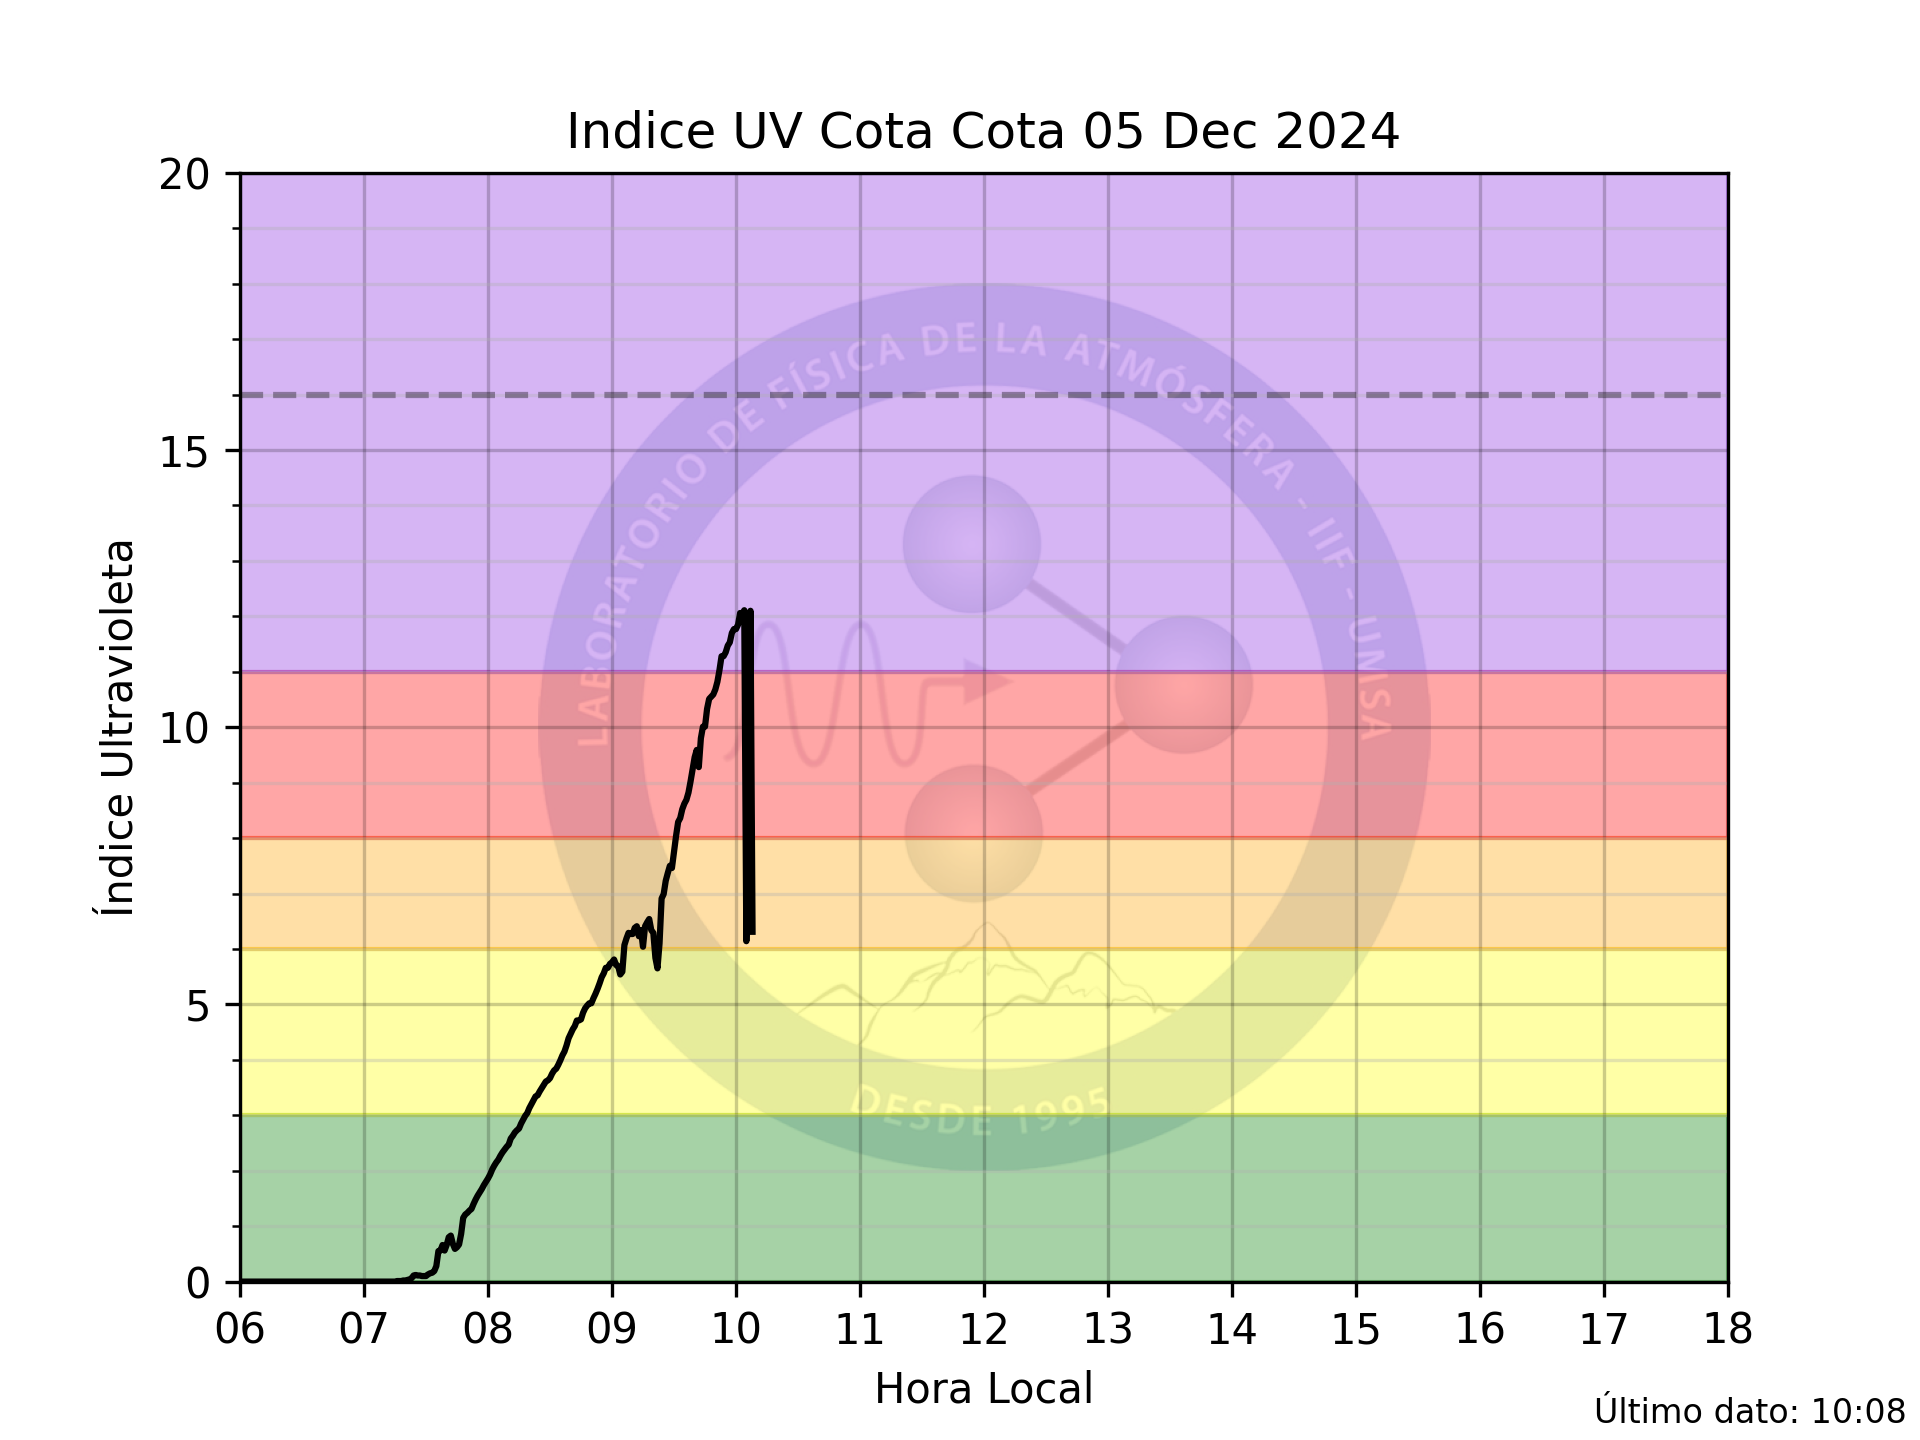 Indice UV Cota Cota 05 Dec 2024
20
15
10
5
0
Índice Ultravioleta
LABORATORIO DE FÍSICA DE LA ATMÓSFERA - IIF - UMSA
DESDE 1995
06 07 08 09 10 11 12 13 14 15 16 17 18
Hora Local
Último dato: 10:08